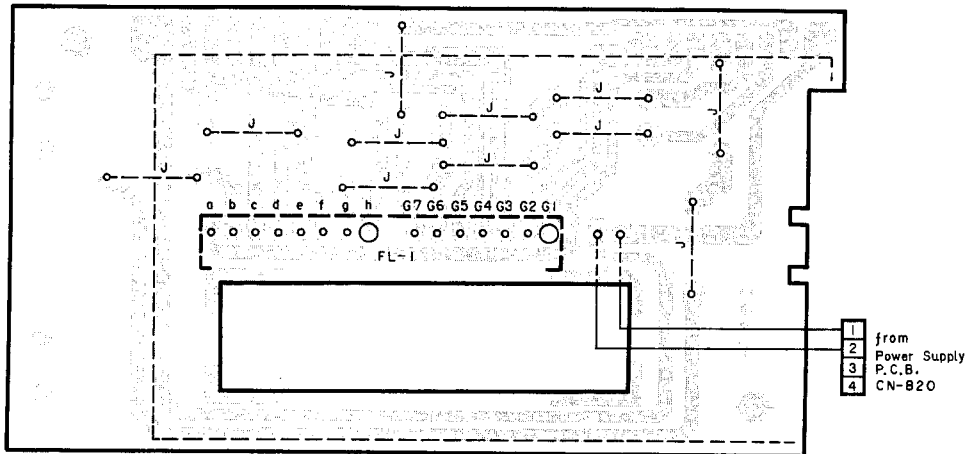 J
J
J
J
J
J
J
J
J
J
J
a b c d e f g h G7 G6 G5 G4 G3 G2 G1
FL-1
1
2
3
4
from
Power Supply
P.C.B.
CN-820